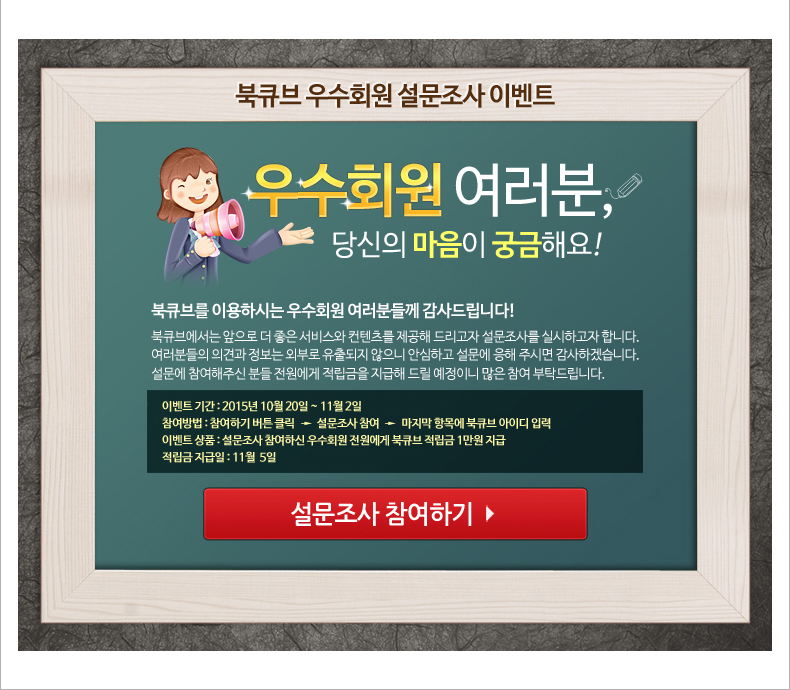 북큐브 우수회원 설문조사 이벤트
우수회원 여러분,
당신의 마음이 궁금해요!
북큐브를 이용하시는 우수회원 여러분들께 감사드립니다!
북큐브에서는 앞으로 더 좋은 서비스와 컨텐츠를 제공해 드리고자 설문조사를 실시하고자 합니다.
여러분들의 의견과 정보는 외부로 유출되지 않으니 안심하고 설문에 응해 주시면 감사하겠습니다.
설문에 참여해주신 분들 전원에게 적립금을 지급해 드릴 예정이니 많은 참여 부탁드립니다.
이벤트 기간 : 2015년 10월 20일 ~ 11월 2일
참여방법 : 참여하기 버튼 클릭 → 설문조사 참여 → 마지막 항목에 북큐브 아이디 입력
이벤트 상품 : 설문조사 참여하신 우수회원 전원에게 북큐브 적립금 1만원 지급
적립금 지급일 : 11월 5일
설문조사 참여하기